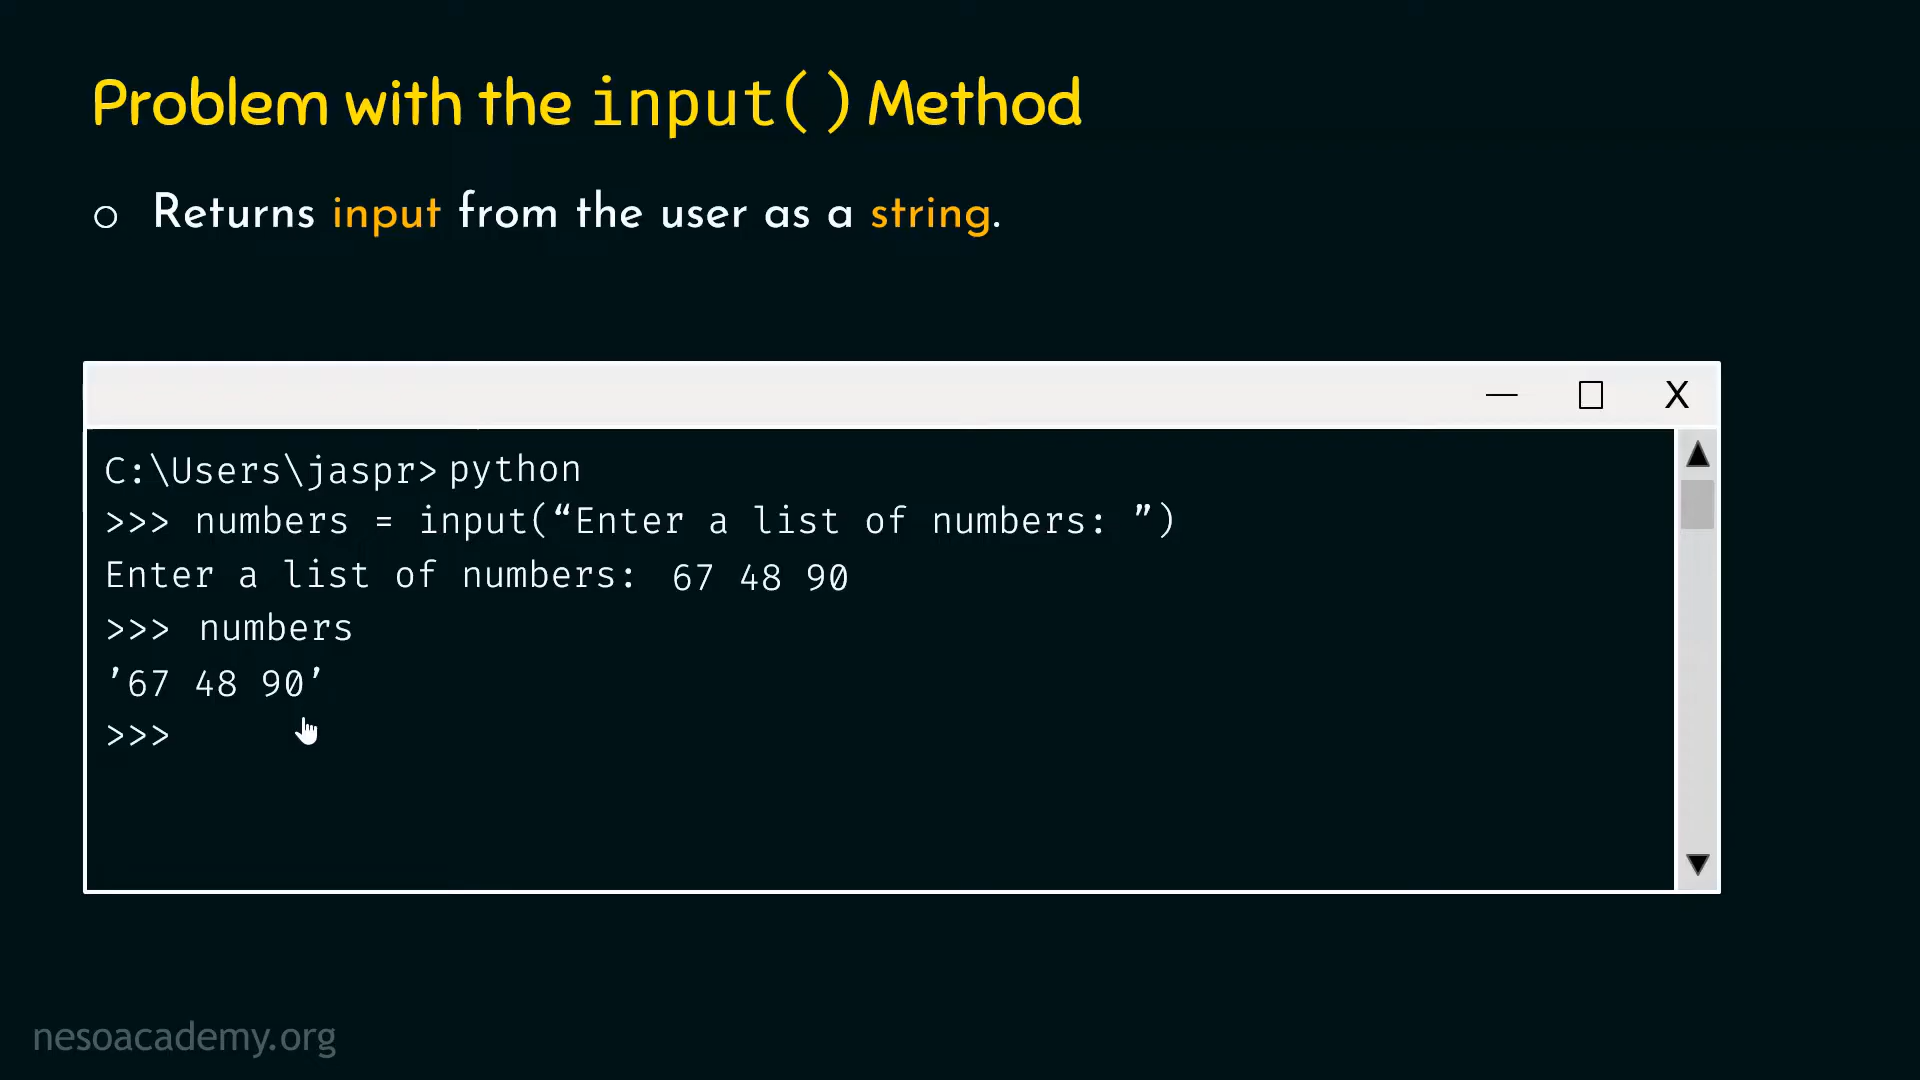 Problem with the input() Method
○ Returns input from the user as a string.
— □ X
C:\Users\jaspr> python
>>> numbers = input(“Enter a list of numbers: ”)
Enter a list of numbers: 67 48 90
>>> numbers
’67 48 90’
>>>
nesoacademy.org